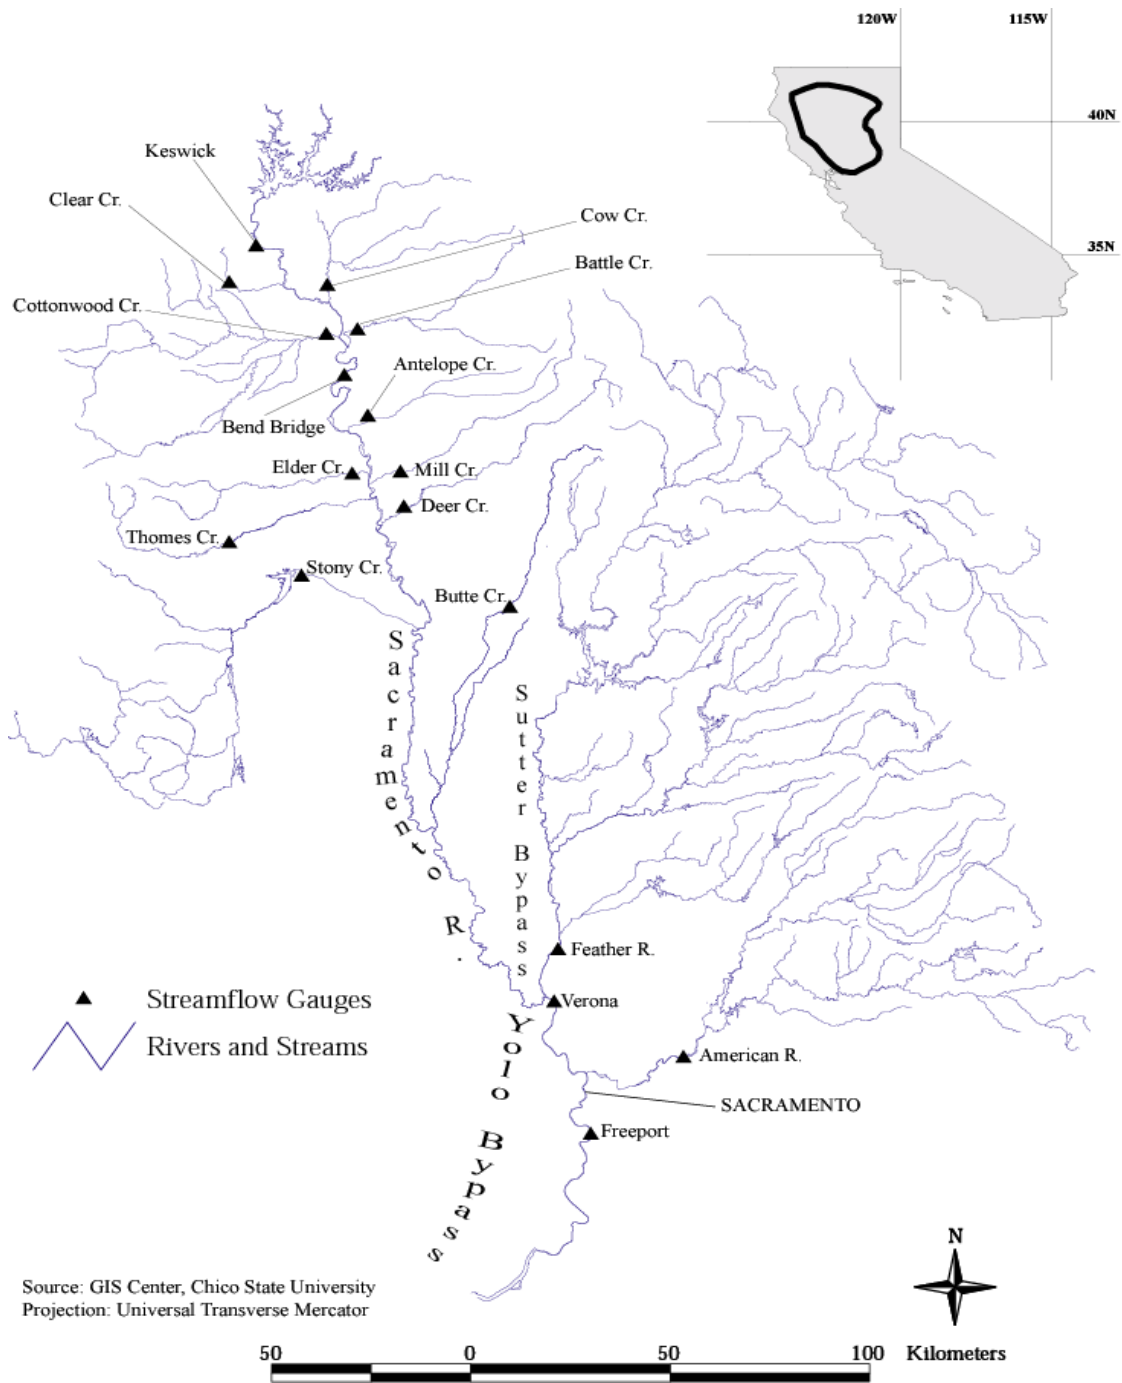 120W
115W
40N
35N
Keswick
Clear Cr.
Cow Cr.
Battle Cr.
Cottonwood Cr.
Antelope Cr.
Bend Bridge
Elder Cr.
Mill Cr.
Deer Cr.
Thomes Cr.
Stony Cr.
Butte Cr.
Sacramento R.
Sutter Bypass
Feather R.
Verona
Streamflow Gauges
Rivers and Streams
Yolo Bypass
American R.
SACRAMENTO
Freeport
N
Source: GIS Center, Chico State University
Projection: Universal Transverse Mercator
50 0 50 100 Kilometers